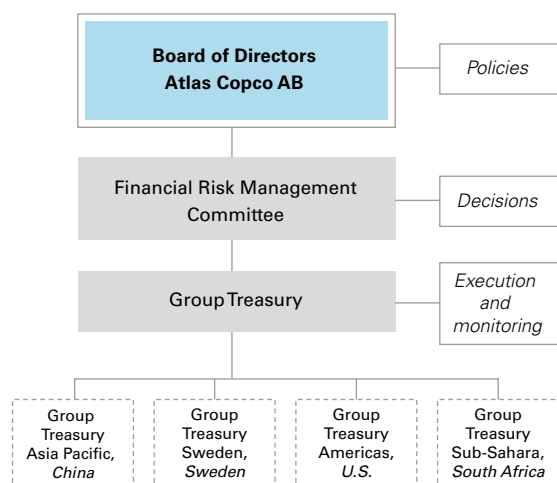 Board of Directors
Atlas Copco AB
Policies
Financial Risk Management
Committee
Decisions
Group Treasury
Execution
and
monitoring
Group
Treasury
Asia Pacific,
China
Group
Treasury
Sweden,
Sweden
Group
Treasury
Americas,
U.S.
Group
Treasury
Sub-Sahara,
South Africa